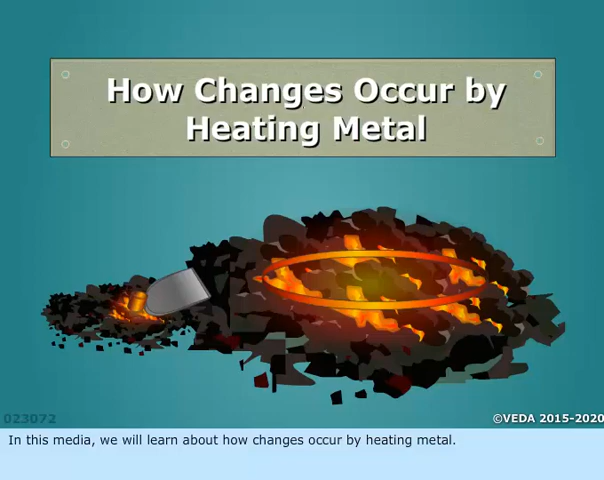 How Changes Occur by
Heating Metal
023072
©VEDA 2015-2020
In this media, we will learn about how changes occur by heating metal.